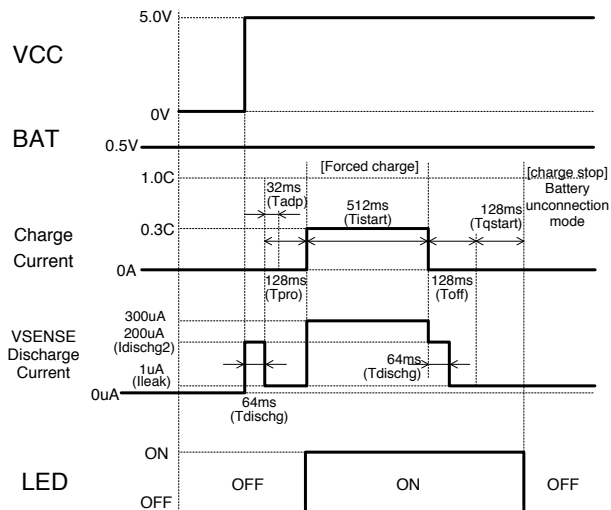 5.0V
VCC
0V
BAT
0.5V
[Forced charge]
[charge stop]
Battery
unconnection
mode
1.0C
32ms
(Tadp)
512ms
(Tistart)
128ms
(Tqstart)
0.3C
Charge
Current
0A
128ms
(Tpro)
128ms
(Toff)
300uA
200uA
(Idischg2)
VSENSE
Discharge
Current
1uA
(Ileak)
0uA
64ms
(Tdischg)
64ms
(Tdischg)
ON
LED
OFF
OFF
ON
OFF